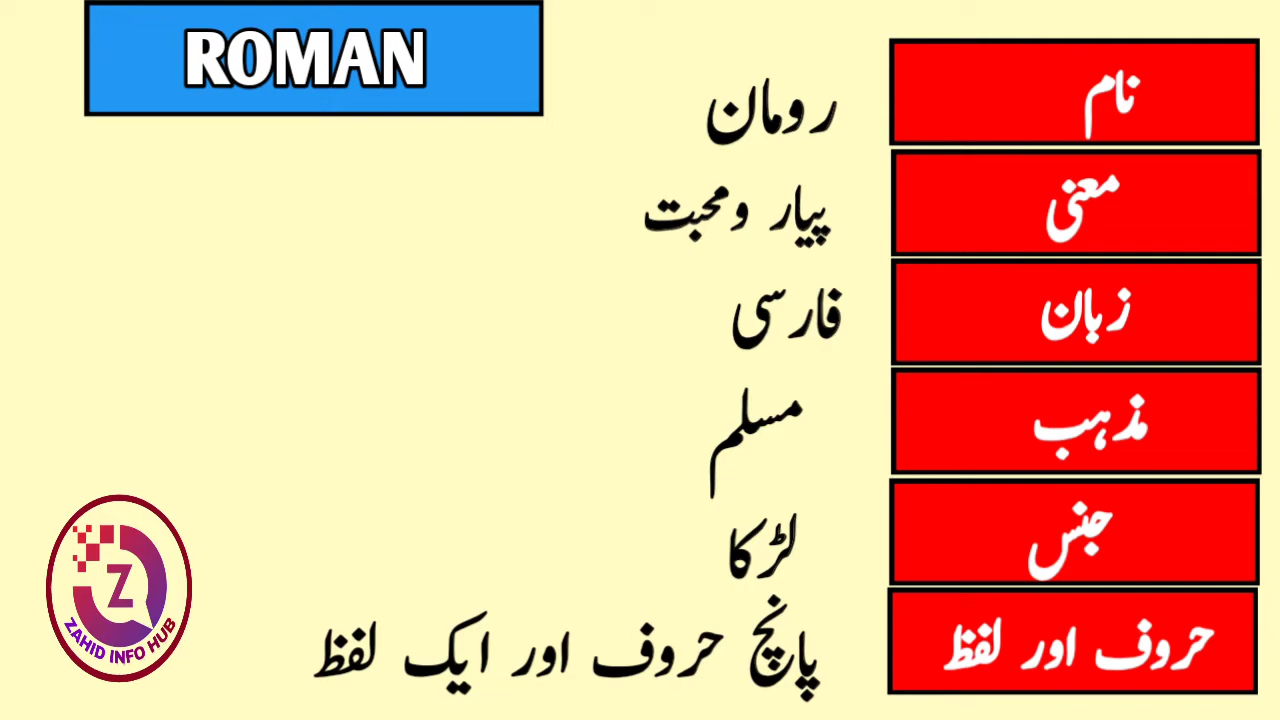 ROMAN
نام رومان
معنی پیار ومحبت
زبان فارسی
مذہب مسلم
جنس لڑکا
حروف اور لفظ پانچ حروف اور ایک لفظ
Z
ZAHID INFO HUB